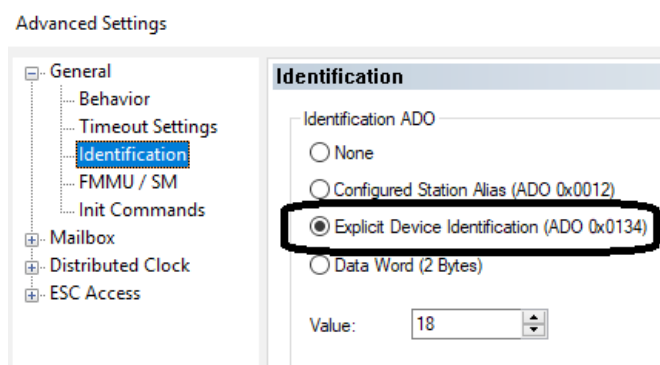 Advanced Settings
General
Behavior
Timeout Settings
Identification
FMMU / SM
Init Commands
Mailbox
Distributed Clock
ESC Access
Identification
Identification ADO
None
Configured Station Alias (ADO 0x0012)
Explicit Device Identification (ADO 0x0134)
Data Word (2 Bytes)
Value:
18